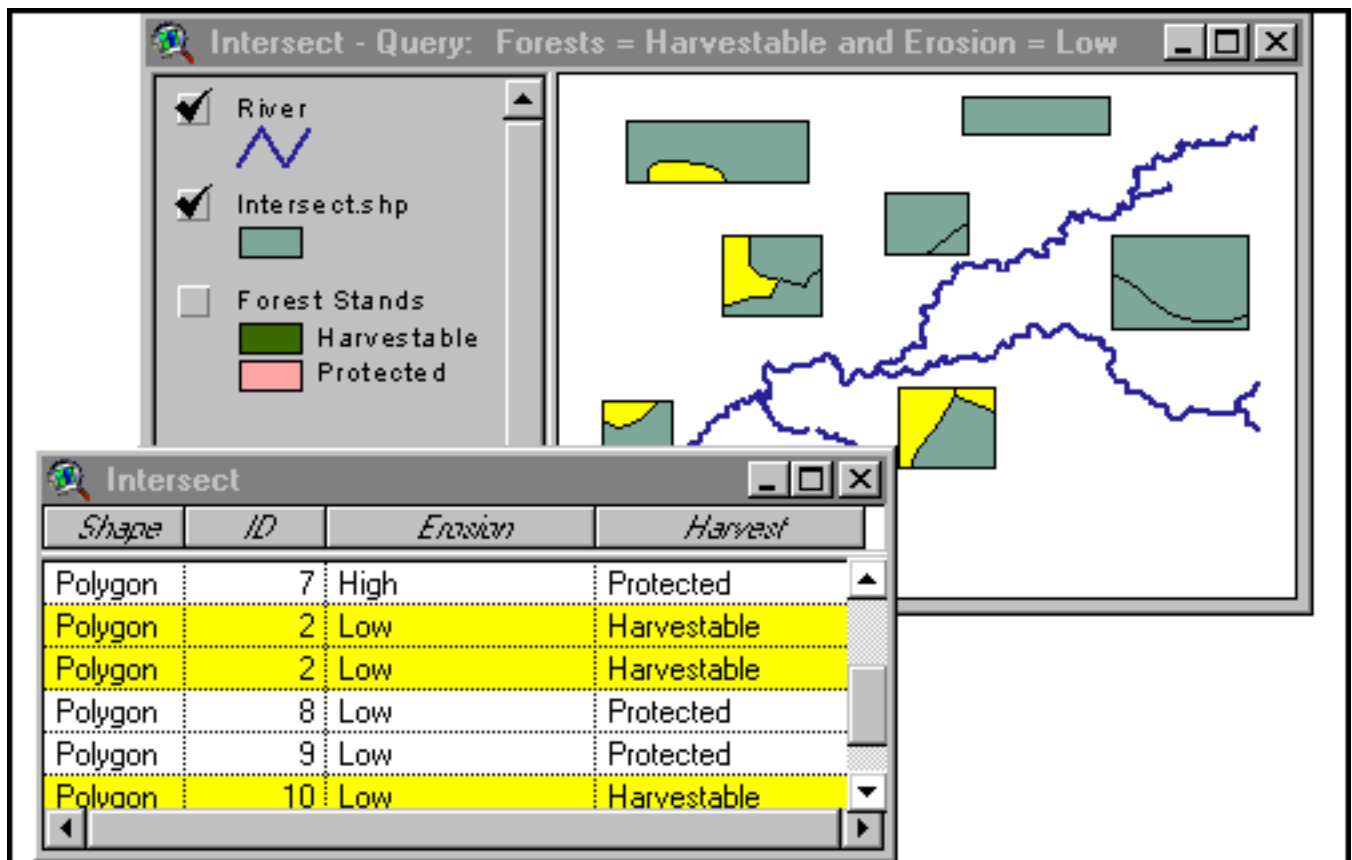 Intersect - Query: Forests = Harvestable and Erosion = Low
River
Intersect.shp
Forest Stands
Harvestable
Protected
Intersect
Shape ID Erosion Harvest
Polygon 7 High Protected
Polygon 2 Low Harvestable
Polygon 2 Low Harvestable
Polygon 8 Low Protected
Polygon 9 Low Protected
Polygon 10 Low Harvestable